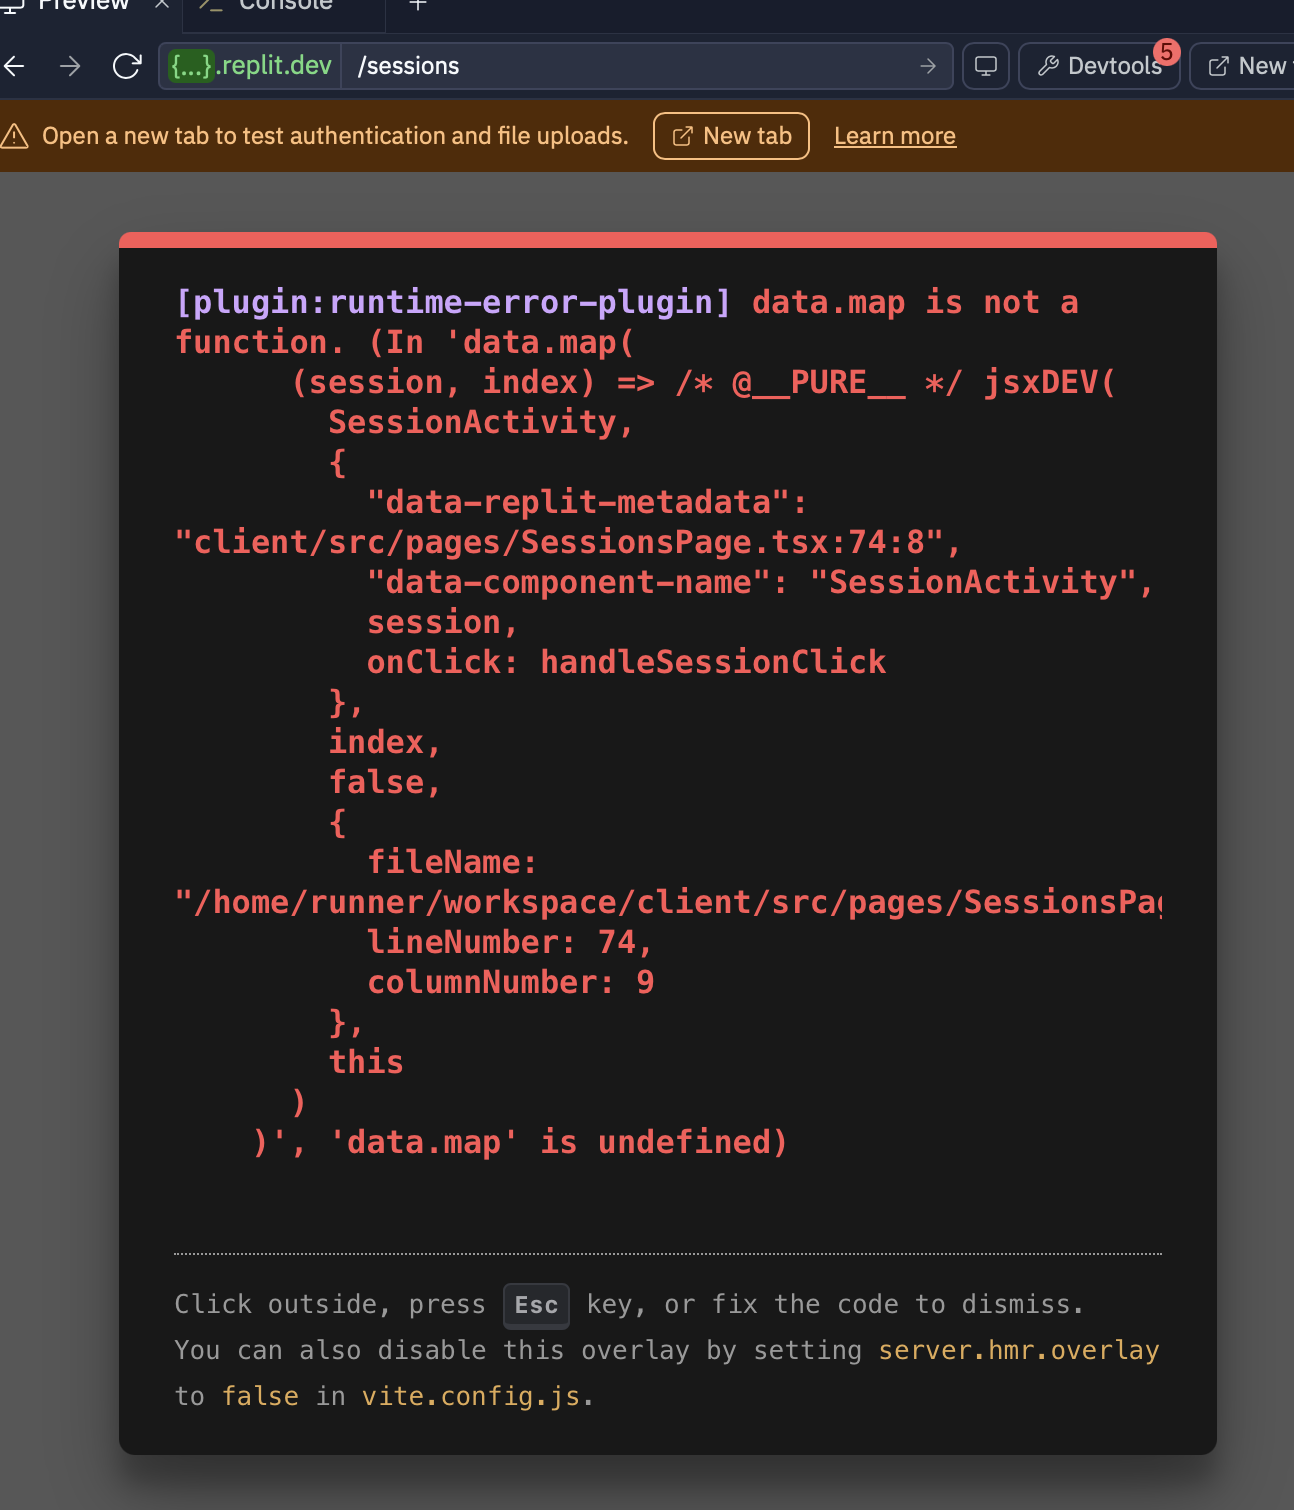 Preview
Console
{...}.replit.dev /sessions
Devtools 5
New
Open a new tab to test authentication and file uploads. New tab Learn more
[plugin:runtime-error-plugin] data.map is not a
function. (In 'data.map(
(session, index) => /* @__PURE__ */ jsxDEV(
SessionActivity,
{
"data-replit-metadata":
"client/src/pages/SessionsPage.tsx:74:8",
"data-component-name": "SessionActivity",
session,
onClick: handleSessionClick
},
index,
false,
{
fileName:
"/home/runner/workspace/client/src/pages/SessionsPag
lineNumber: 74,
columnNumber: 9
},
this
)
)', 'data.map' is undefined)
Click outside, press Esc key, or fix the code to dismiss.
You can also disable this overlay by setting server.hmr.overlay
to false in vite.config.js.